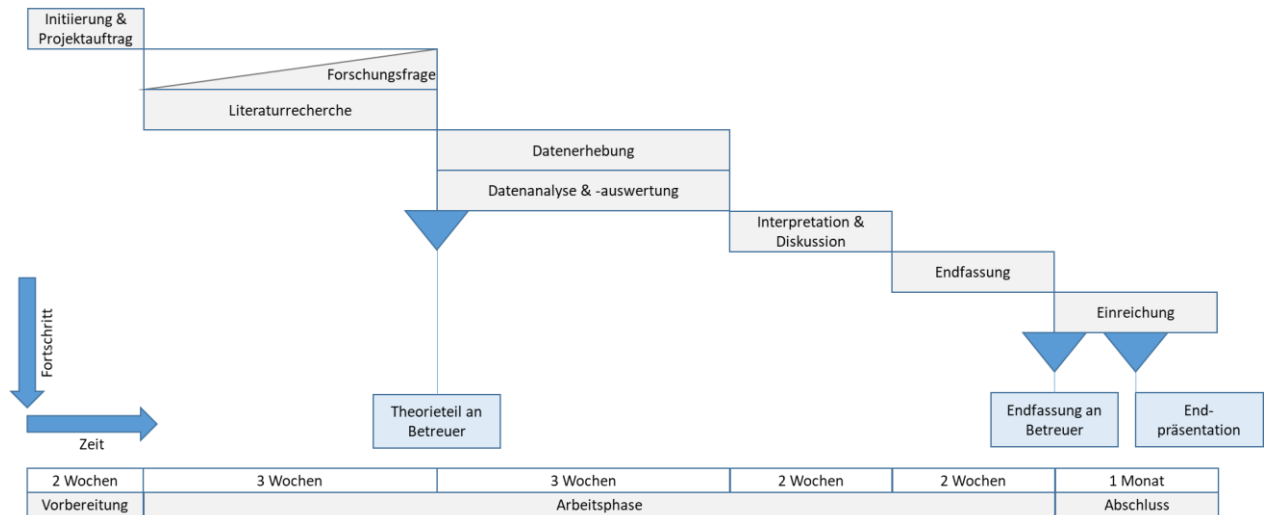 Initiierung &
Projektauftrag
Forschungsfrage
Literaturrecherche
Datenerhebung
Datenanalyse & -auswertung
Interpretation &
Diskussion
Endfassung
Einreichung
Fortschritt
Zeit
Theorieteil an
Betreuer
Endfassung an
Betreuer
End-
präsentation
2 Wochen
3 Wochen
3 Wochen
2 Wochen
2 Wochen
1 Monat
Vorbereitung
Arbeitsphase
Abschluss